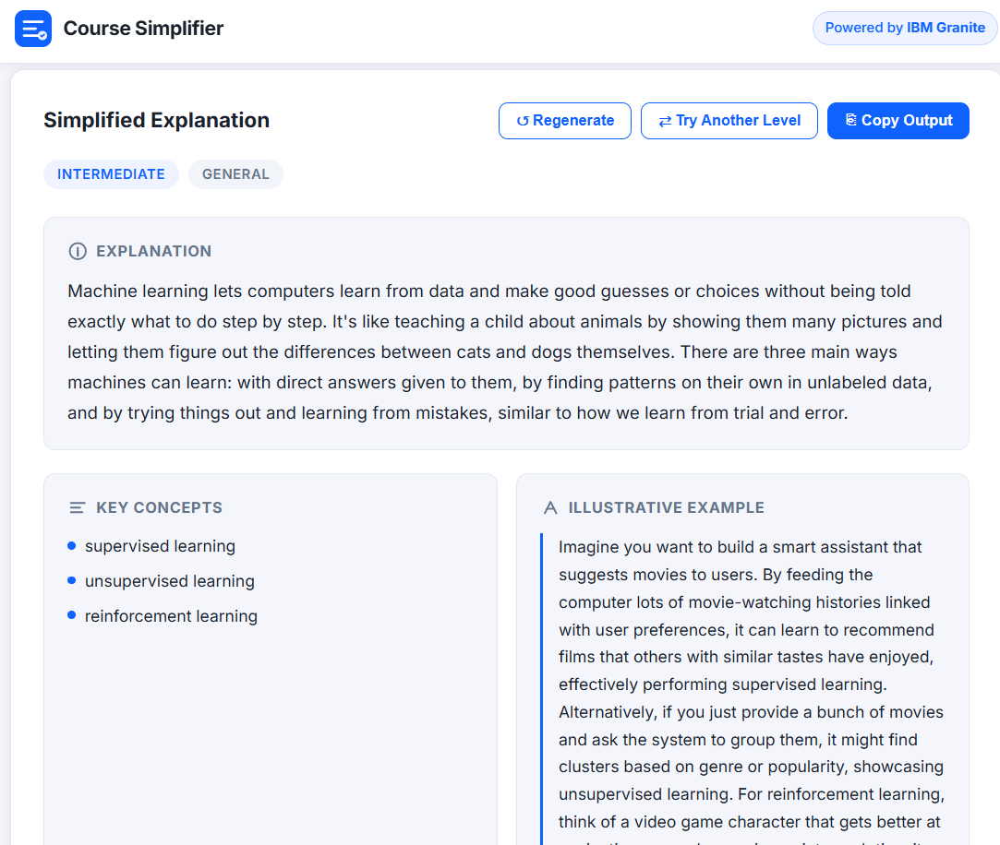 Course Simplifier
Powered by IBM Granite
Simplified Explanation
↺ Regenerate
⇄ Try Another Level
⎘ Copy Output
INTERMEDIATE
GENERAL
EXPLANATION
Machine learning lets computers learn from data and make good guesses or choices without being told
exactly what to do step by step. It's like teaching a child about animals by showing them many pictures and
letting them figure out the differences between cats and dogs themselves. There are three main ways
machines can learn: with direct answers given to them, by finding patterns on their own in unlabeled data,
and by trying things out and learning from mistakes, similar to how we learn from trial and error.
KEY CONCEPTS
supervised learning
unsupervised learning
reinforcement learning
ILLUSTRATIVE EXAMPLE
Imagine you want to build a smart assistant that
suggests movies to users. By feeding the
computer lots of movie-watching histories linked
with user preferences, it can learn to recommend
films that others with similar tastes have enjoyed,
effectively performing supervised learning.
Alternatively, if you just provide a bunch of movies
and ask the system to group them, it might find
clusters based on genre or popularity, showcasing
unsupervised learning. For reinforcement learning,
think of a video game character that gets better at